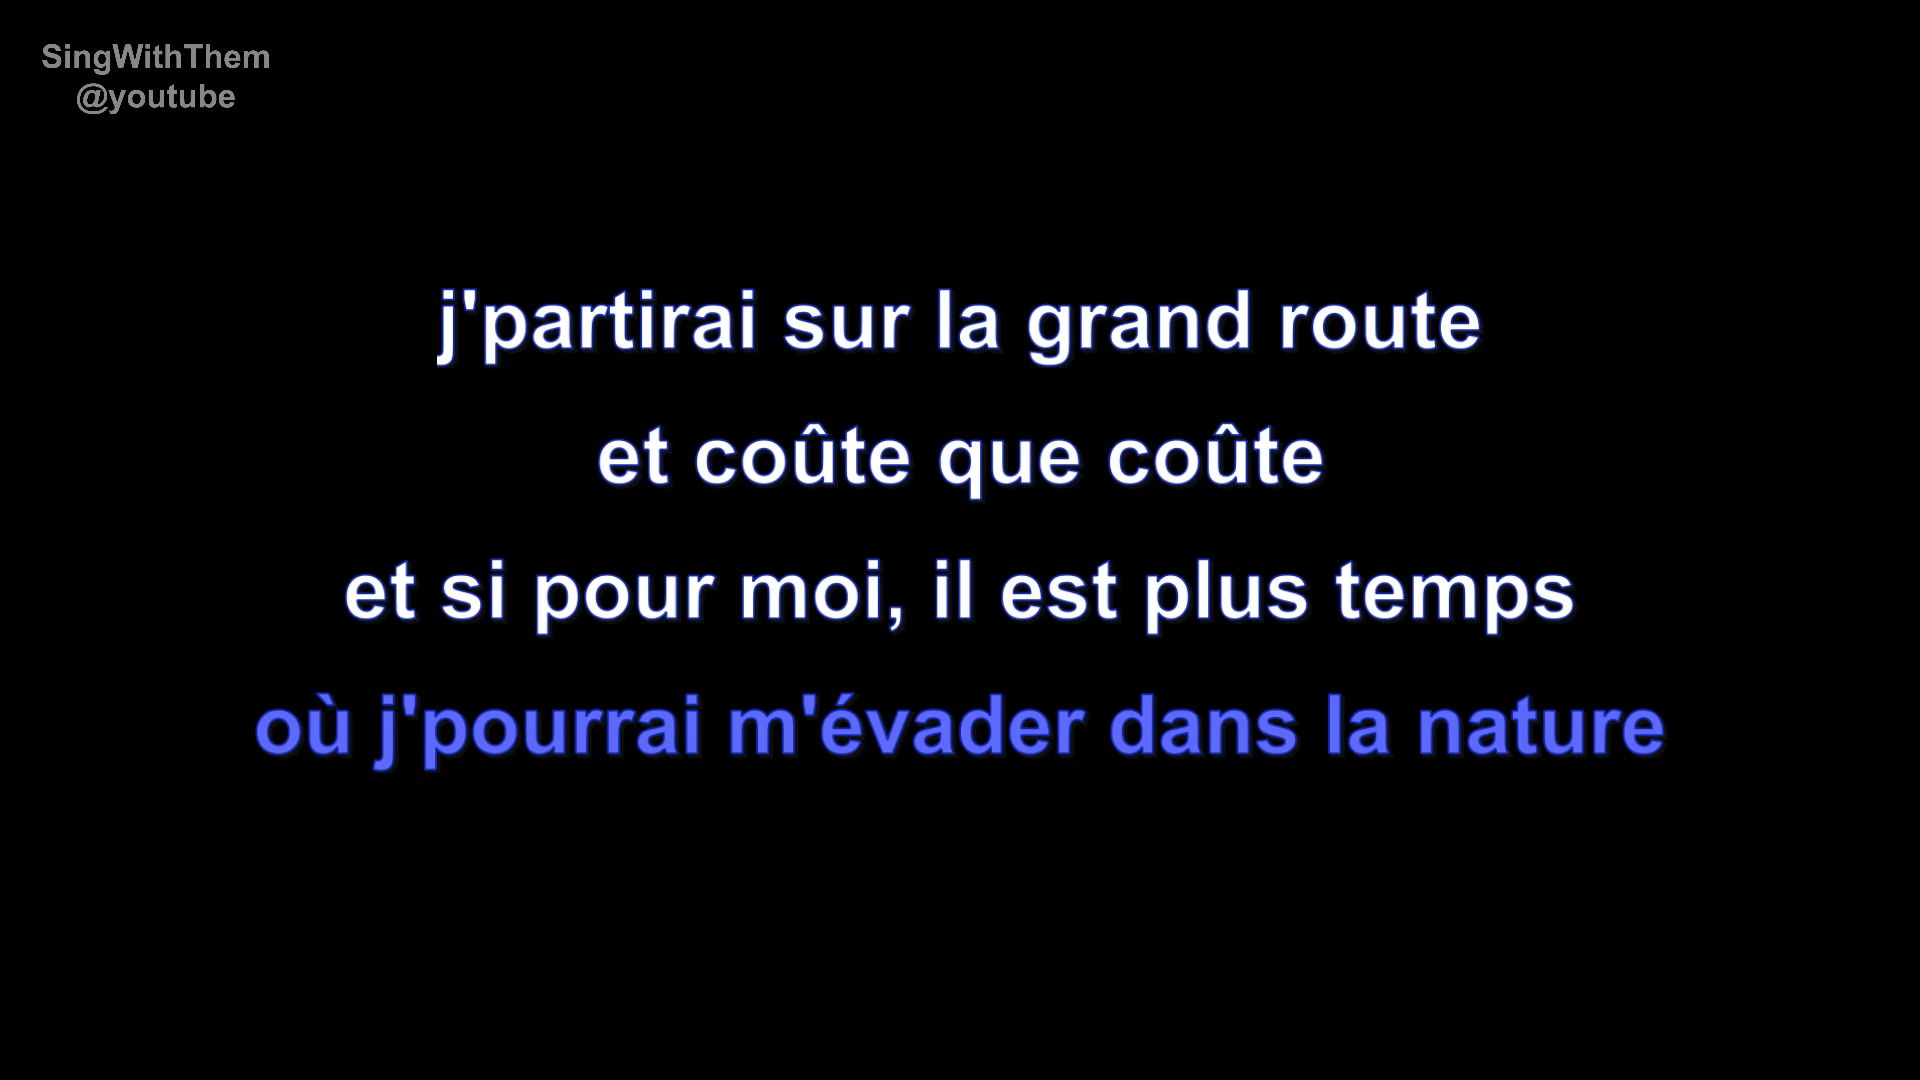 SingWithThem
@youtube
j'partirai sur la grand route
et coûte que coûte
et si pour moi, il est plus temps
où j'pourrai m'évader dans la nature